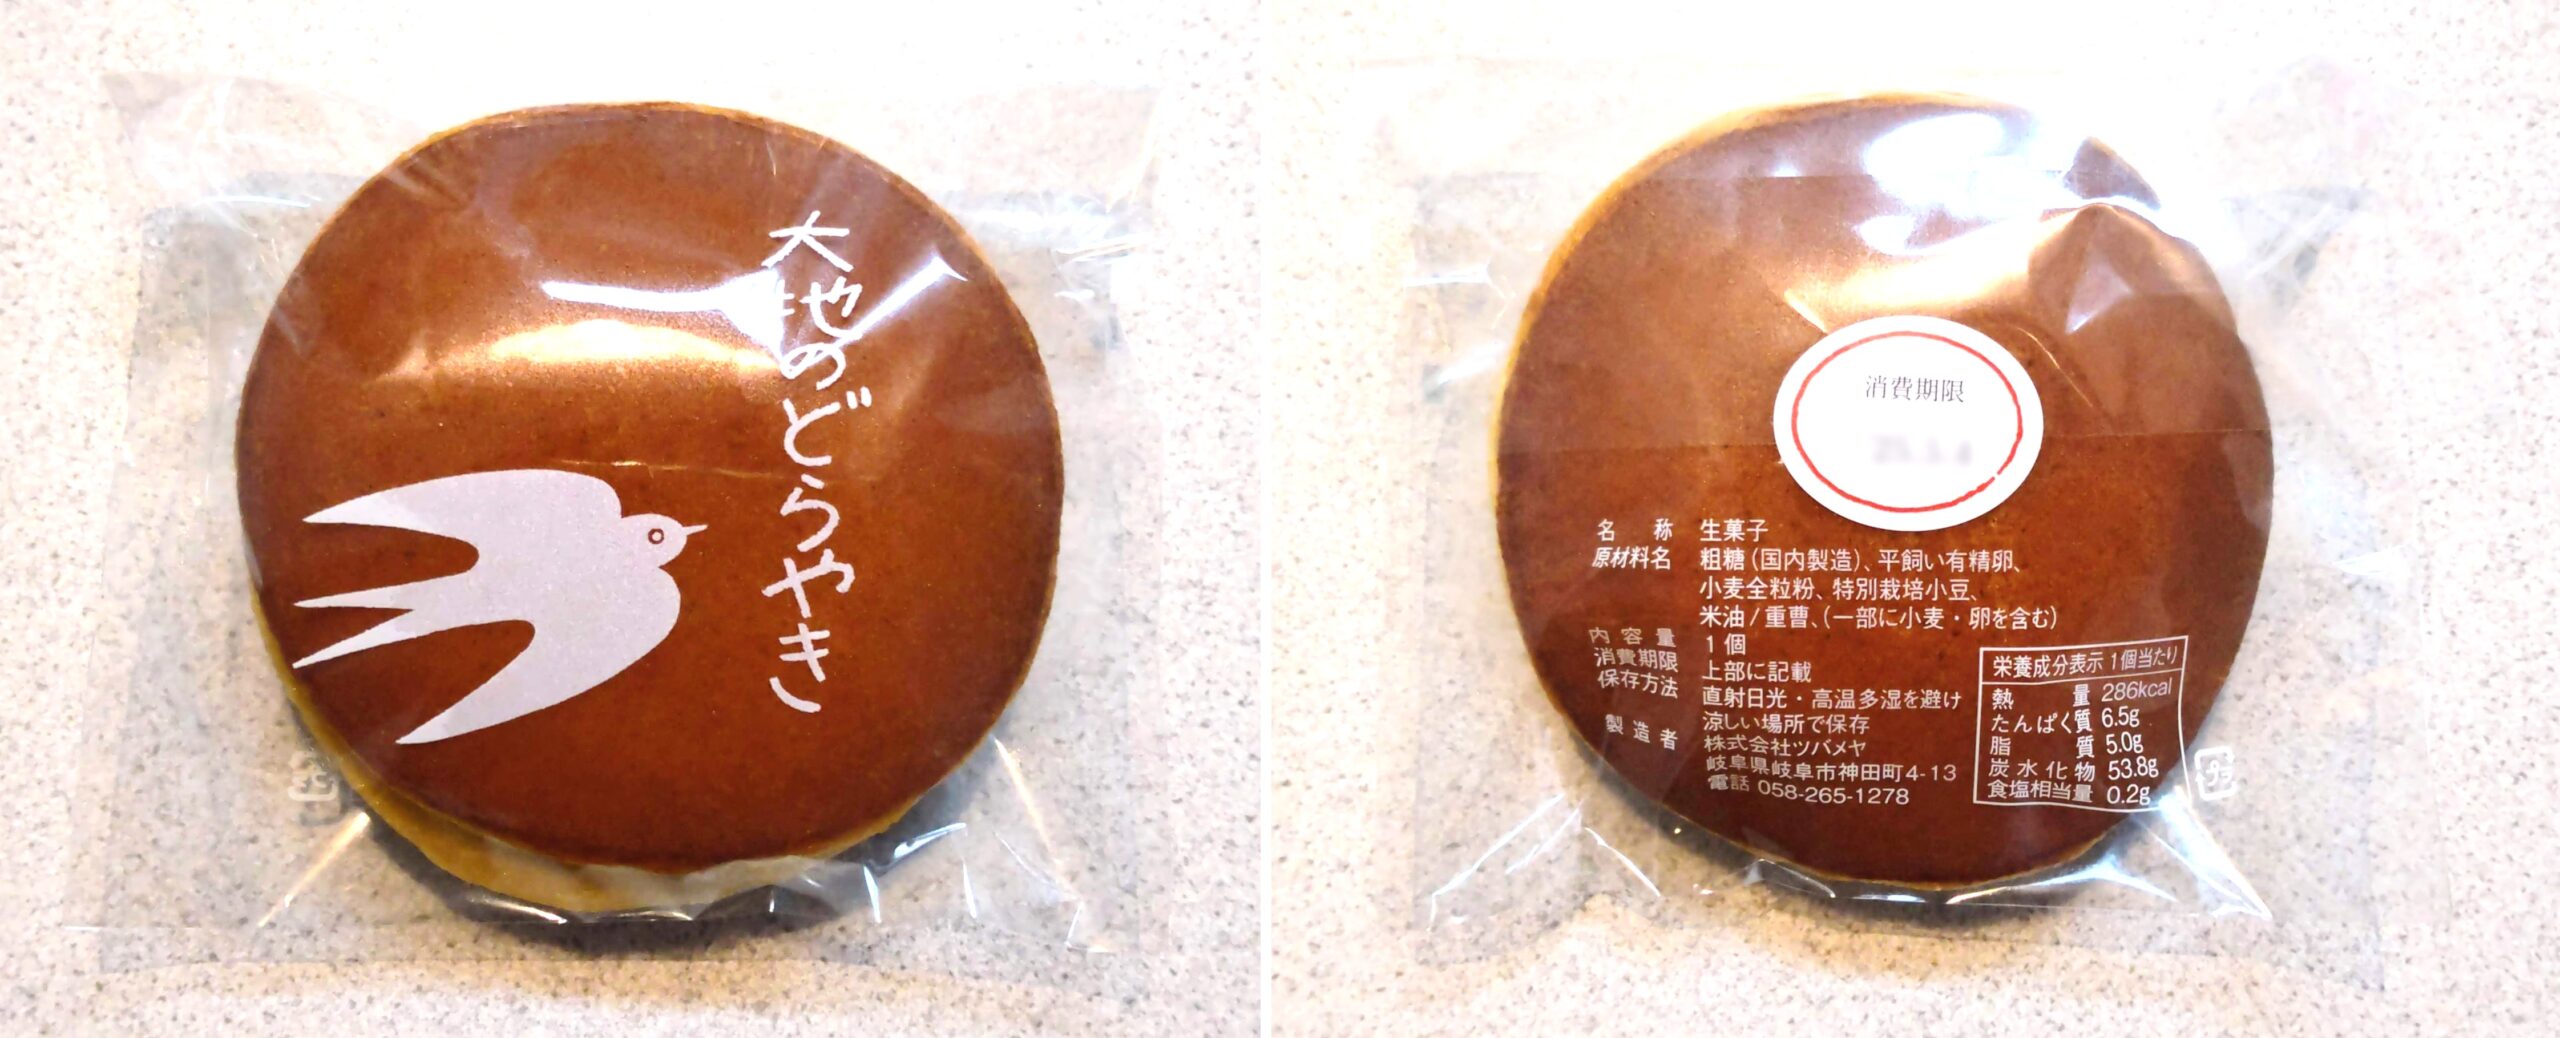 大地のどらやき
プラ
消費期限
名称 生菓子
原材料名 粗糖(国内製造)、平飼い有精卵、
小麦全粒粉、特別栽培小豆、
米油/重曹、(一部に小麦・卵を含む)
内容量 1個
消費期限 上部に記載
保存方法 直射日光・高温多湿を避け
涼しい場所で保存
製造者 株式会社ツバメヤ
岐阜県岐阜市神田町4-13
電話 058-265-1278
栄養成分表示 1個当たり
熱量 286kcal
たんぱく質 6.5g
脂質 5.0g
炭水化物 53.8g
食塩相当量 0.2g
プラ